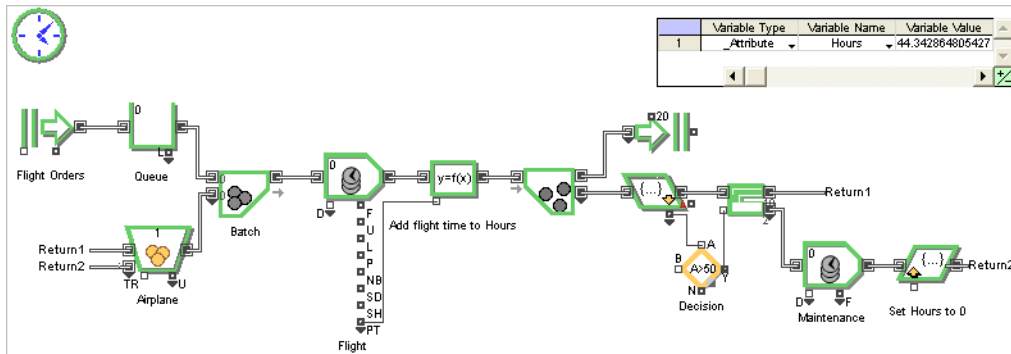 Variable Type Variable Name Variable Value
1 _Attribute Hours 44.342864805427
0
20
Flight Orders
L
Queue
0
0
Batch
0
D
F
U
L
P
NB
SD
SH
PT
Flight
y=f(x)
Add flight time to Hours
{...}
A
Return1
Return1
Return2
1
TR
U
Airplane
A
B
A>50
Y
N
Decision
0
D
F
Maintenance
{...}
Return2
Set Hours to 0